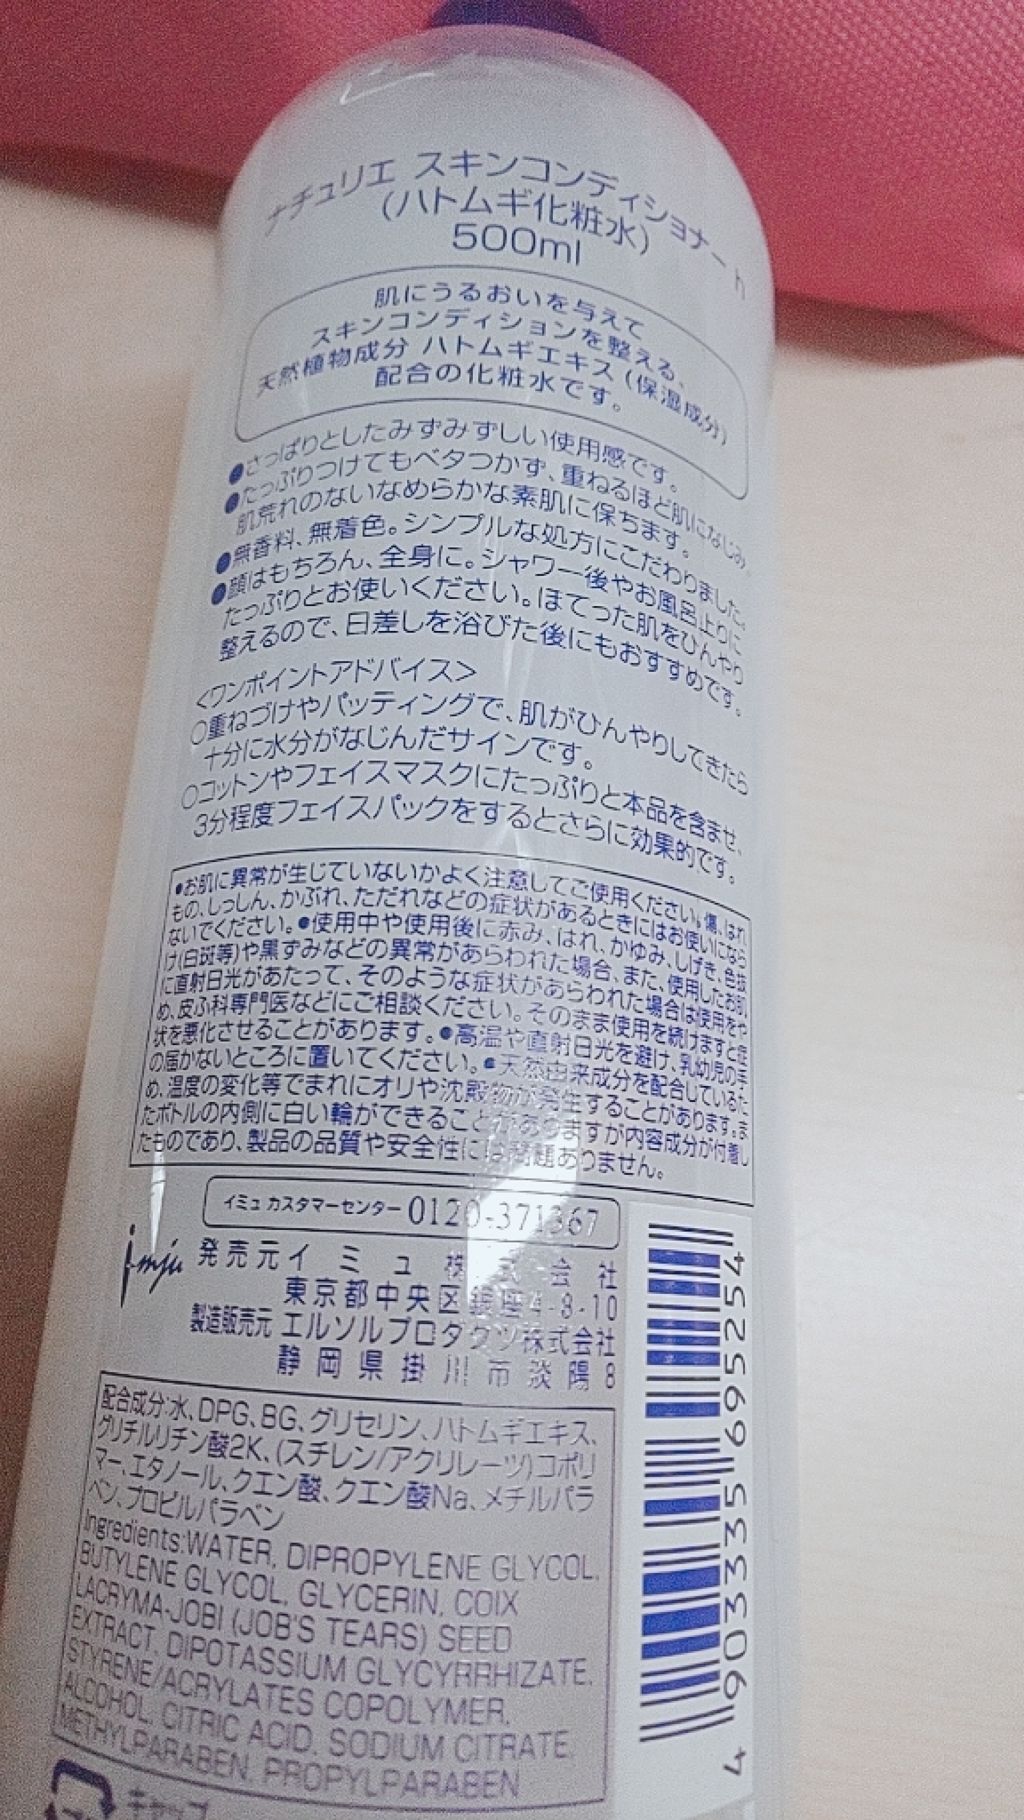 ナチュリエ スキンコンディショナー h
(ハトムギ化粧水)
500ml
肌にうるおいを与えて
スキンコンディションを整える、
天然植物成分 ハトムギエキス(保湿成分)
配合の化粧水です。
●さっぱりとしたみずみずしい使用感です。
●たっぷりつけてもベタつかず、重ねるほど肌になじみ、
肌荒れのないなめらかな素肌に保ちます。
●無香料、無着色。シンプルな処方にこだわりました。
●顔はもちろん、全身に。シャワー後やお風呂上りに
たっぷりとお使いください。ほてった肌をひんやり
整えるので、日差しを浴びた後にもおすすめです。
<ワンポイントアドバイス>
○重ねづけやパッティングで、肌がひんやりしてきたら
十分に水分がなじんだサインです。
○コットンやフェイスマスクにたっぷりと本品を含ませ、
3分程度フェイスパックをするとさらに効果的です。
●お肌に異常が生じていないかよく注意してご使用ください。傷、はれ
もの、しっしん、かぶれ、ただれなどの症状があるときにはお使いになら
ないでください。●使用中や使用後に赤み、はれ、かゆみ、しげき、色抜
け(白斑等)や黒ずみなどの異常があらわれた場合、また、使用したお肌
に直射日光があたって、そのような症状があらわれた場合は使用をや
め、皮ふ科専門医などにご相談ください。そのまま使用を続けますと症
状を悪化させることがあります。●高温や直射日光を避け、乳幼児の手
の届かないところに置いてください。●天然由来成分を配合しているた
め、温度の変化等でまれにオリや沈殿物が発生することがあります。ま
たボトルの内側に白い輪ができることがありますが内容成分が付着し
たものであり、製品の品質や安全性には問題ありません。
イミュ カスタマーセンター 0120-371367
imju 発売元 イミュ株式会社
東京都中央区銀座4-8-10
製造販売元 エルソルプロダクツ株式会社
静岡県掛川市淡陽8
配合成分:水、DPG、BG、グリセリン、ハトムギエキス、
グリチルリチン酸2K、(スチレン/アクリレーツ)コポリ
マー、エタノール、クエン酸、クエン酸Na、メチルパラ
ベン、プロピルパラベン
Ingredients:WATER, DIPROPYLENE GLYCOL,
BUTYLENE GLYCOL, GLYCERIN, COIX
LACRYMA-JOBI (JOB'S TEARS) SEED
EXTRACT, DIPOTASSIUM GLYCYRRHIZATE,
STYRENE/ACRYLATES COPOLYMER,
ALCOHOL, CITRIC ACID, SODIUM CITRATE,
METHYLPARABEN, PROPYLPARABEN
4 903335 695254
キャップ